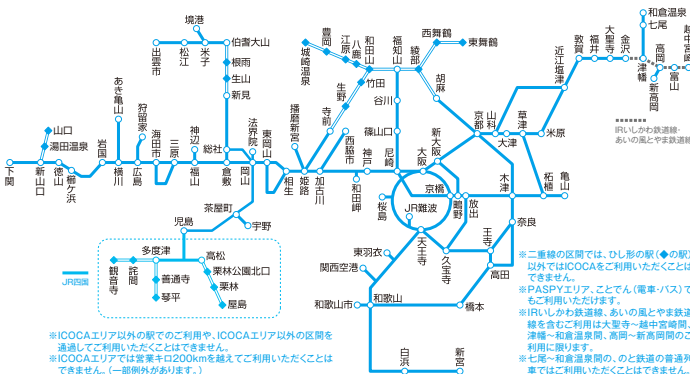 境港
出雲市
松江
米子
伯耆大山
根雨
生山
新見
あき亀山
狩留家
海田市
三原
神辺
総社
法界院
東岡山
播磨新宮
寺前
生野
竹田
和田山
八鹿
江原
豊岡
城崎温泉
福知山
綾部
西舞鶴
東舞鶴
胡麻
谷川
篠山口
西脇市
山口
湯田温泉
下関
新山口
徳山
櫛ケ浜
岩国
横川
広島
福山
倉敷
岡山
相生
姫路
加古川
神戸
和田岬
尼崎
大阪
新大阪
京都
山科
大津
草津
米原
近江塩津
敦賀
福井
大聖寺
金沢
和倉温泉
七尾
津幡
高岡
新高岡
富山
越中宮崎
IRいしかわ鉄道線・
あいの風とやま鉄道線
柘植
亀山
木津
奈良
京橋
鴫野
放出
桜島
JR難波
天王寺
久宝寺
王寺
高田
東羽衣
関西空港
和歌山市
和歌山
橋本
白浜
新宮
茶屋町
宇野
児島
多度津
高松
栗林公園北口
栗林
屋島
観音寺
詫間
善通寺
琴平
JR四国
※ICOCAエリア以外の駅でのご利用や、ICOCAエリア以外の区間を
通過してご利用いただくことはできません。
※ICOCAエリアでは営業キロ200kmを越えてご利用いただくことは
できません。(一部例外があります。)
※二重線の区間では、ひし形の駅(◆の駅)
以外ではICOCAをご利用いただくことは
できません。
※PASPYエリア、ことでん(電車・バス)で
もご利用いただけます。
※IRいしかわ鉄道線、あいの風とやま鉄道
線を含むご利用は大聖寺〜越中宮崎間、
津幡〜和倉温泉間、高岡〜新高岡間のご
利用に限ります。
※七尾〜和倉温泉間の、のと鉄道の普通列
車ではご利用いただくことはできません。